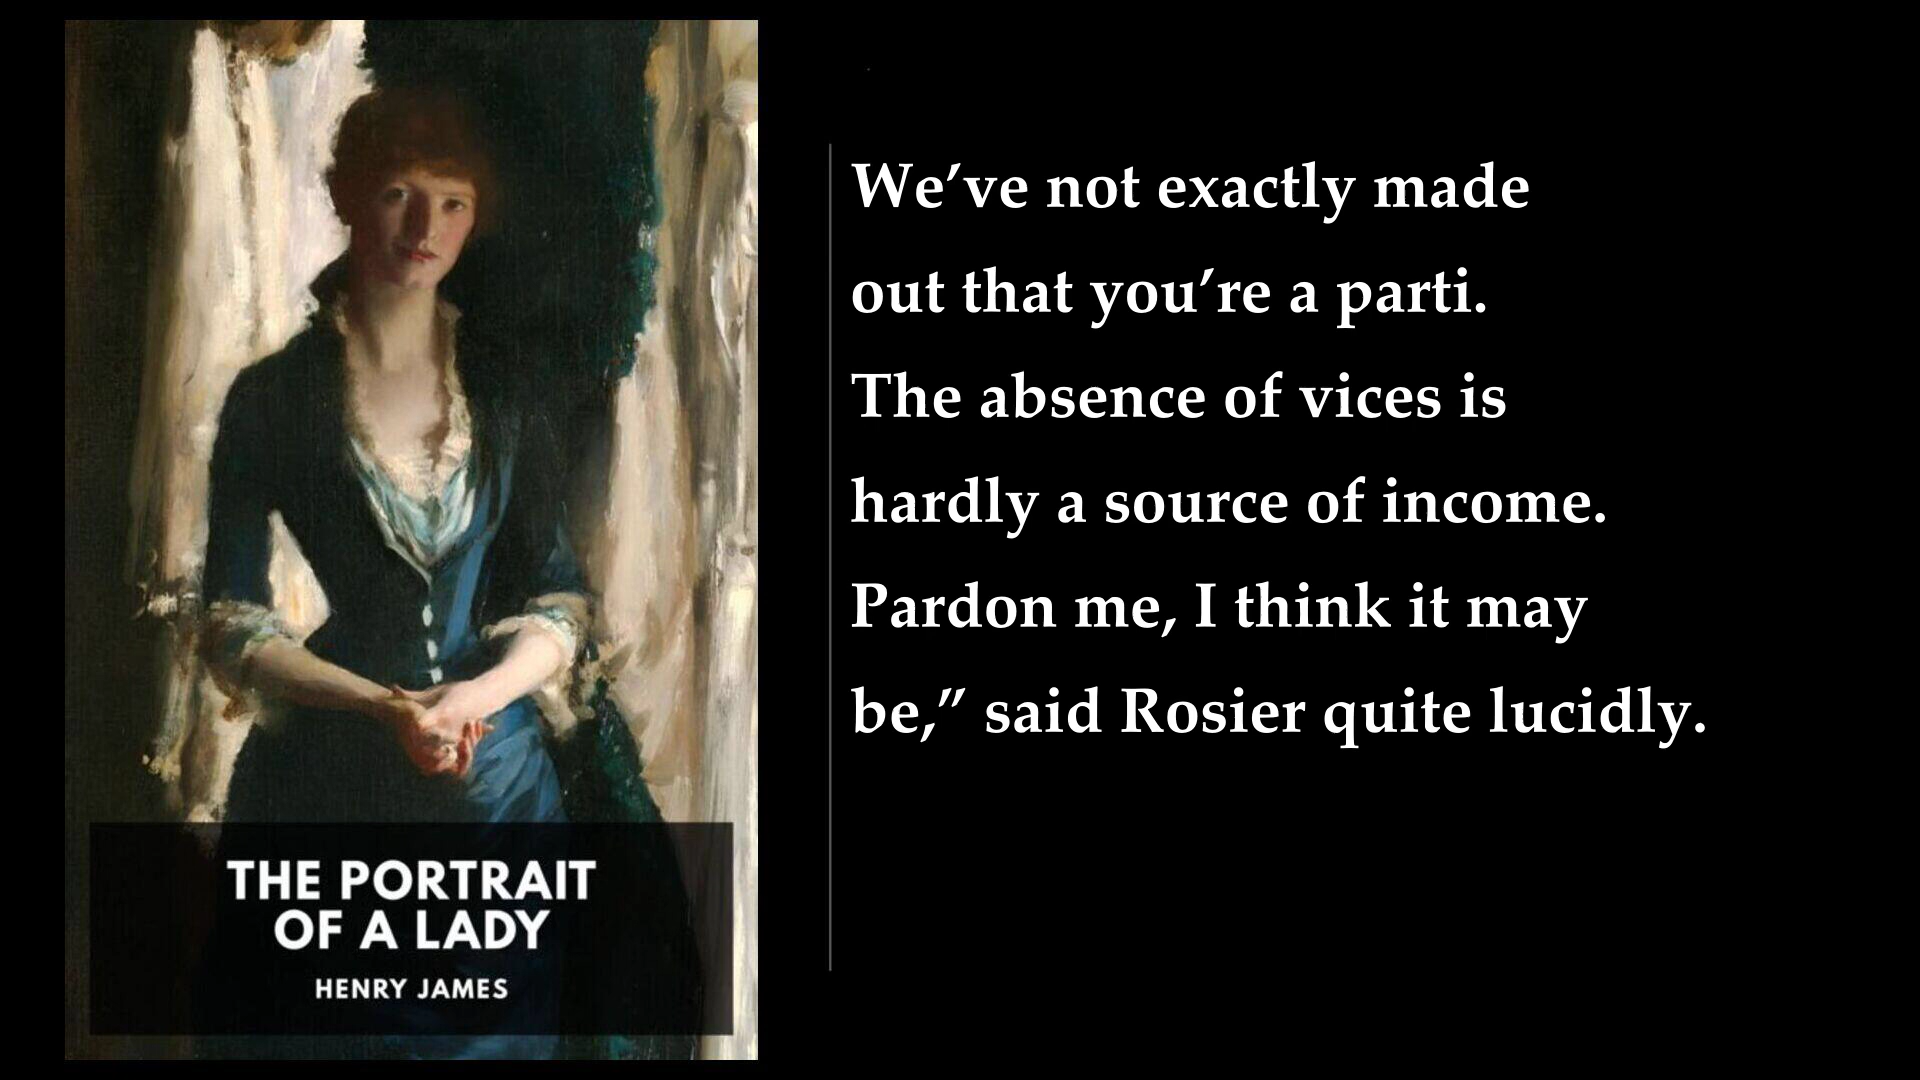 We’ve not exactly made
out that you’re a parti.
The absence of vices is
hardly a source of income.
Pardon me, I think it may
be,” said Rosier quite lucidly.
THE PORTRAIT
OF A LADY
HENRY JAMES